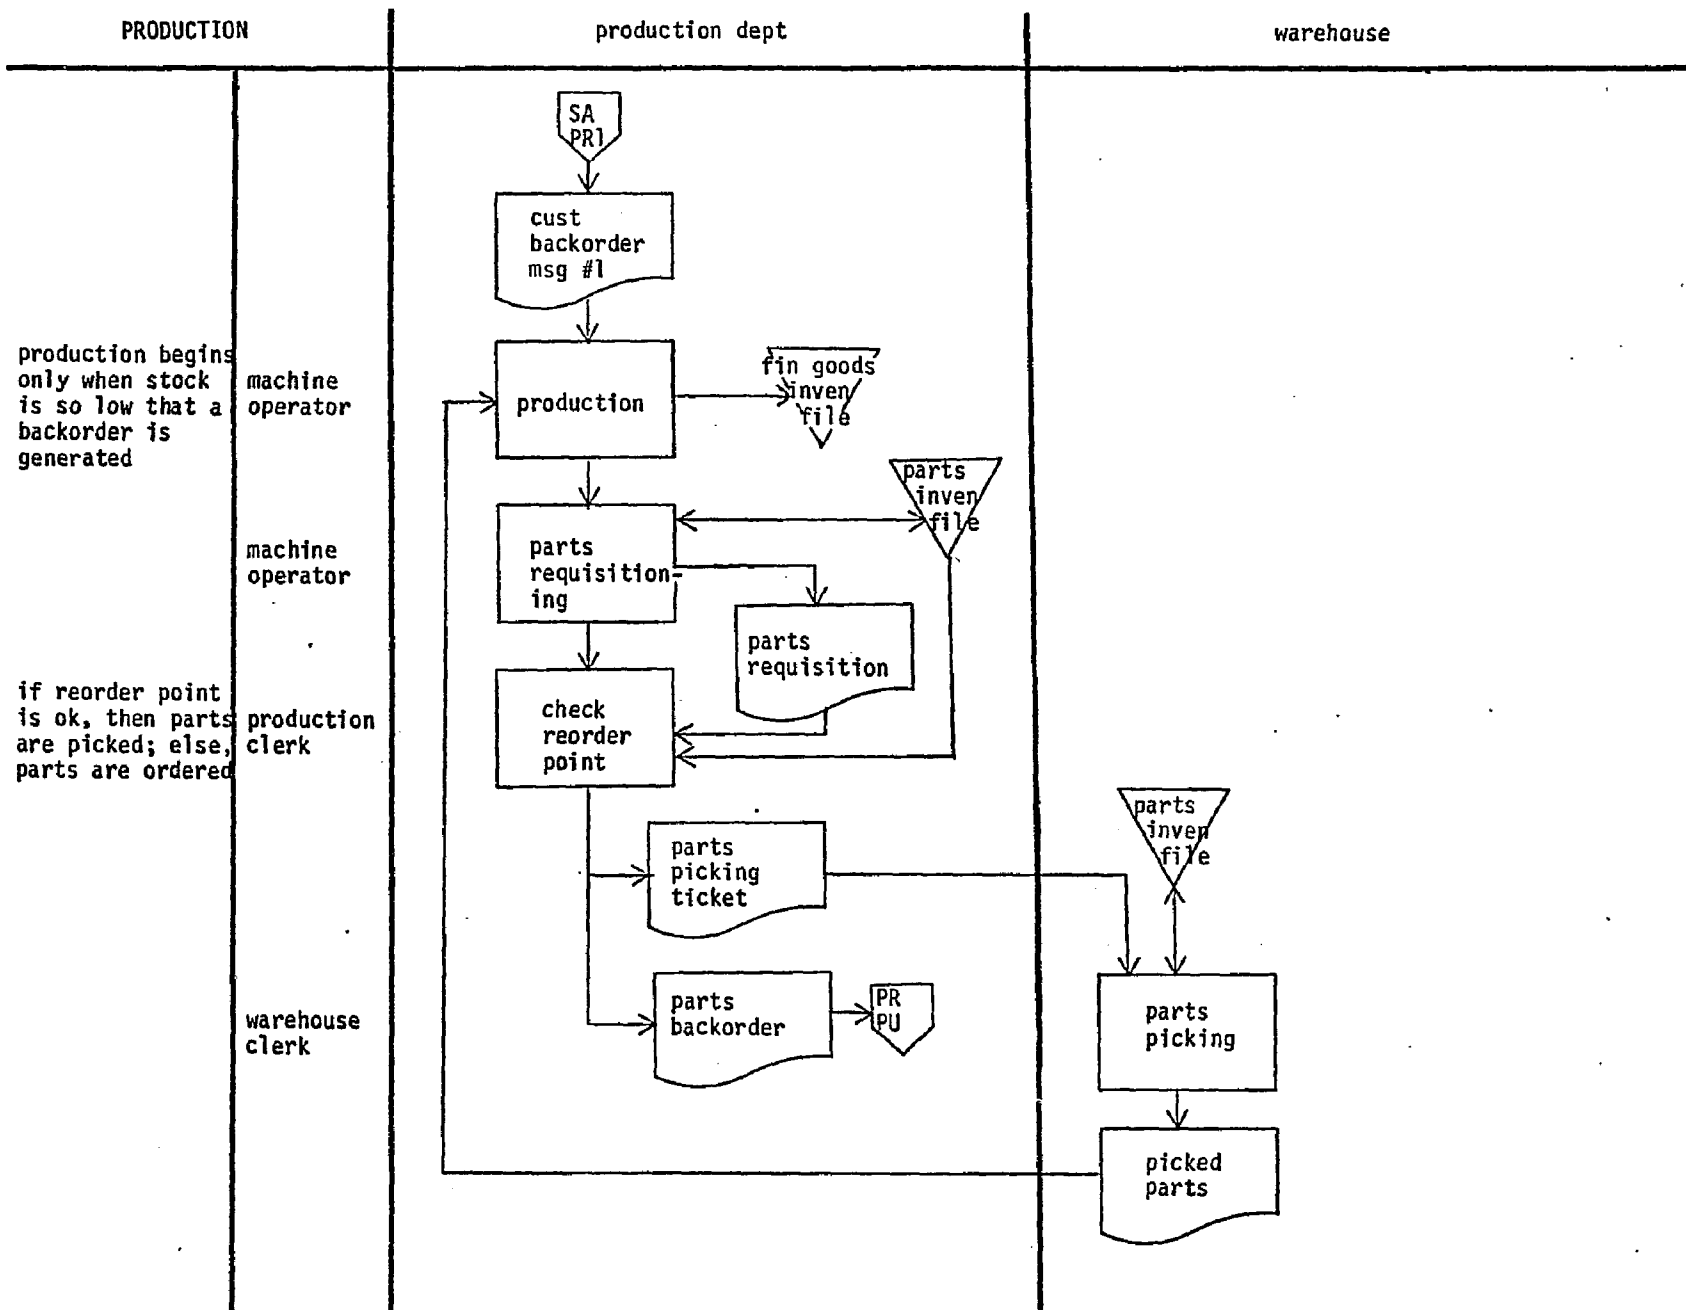 PRODUCTION
production dept
warehouse
SA
PR1
cust
backorder
msg #1
production begins
only when stock
is so low that a
backorder is
generated
machine
operator
production
fin goods
inven
file
parts
inven
file
machine
operator
parts
requisition-
ing
parts
requisition
if reorder point
is ok, then parts
are picked; else,
parts are ordered
production
clerk
check
reorder
point
parts
picking
ticket
parts
inven
file
warehouse
clerk
parts
backorder
PR
PU
parts
picking
picked
parts